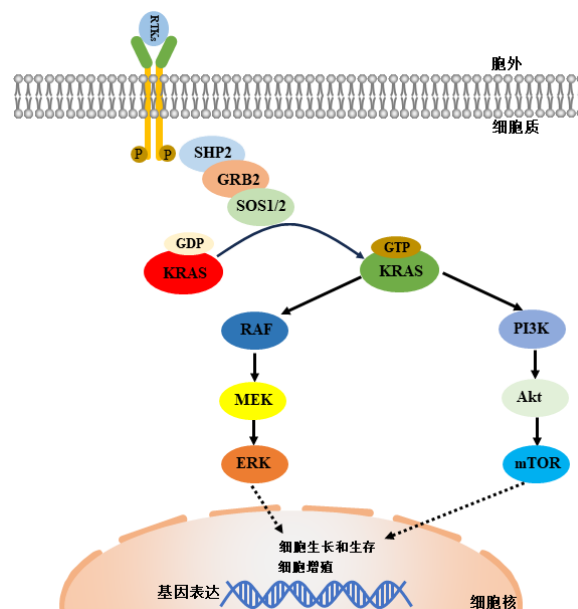 RTKs
胞外
细胞质
P
P
SHP2
GRB2
SOS1/2
GDP
KRAS
GTP
KRAS
RAF
PI3K
MEK
Akt
ERK
mTOR
细胞生长和生存
细胞增殖
基因表达
细胞核